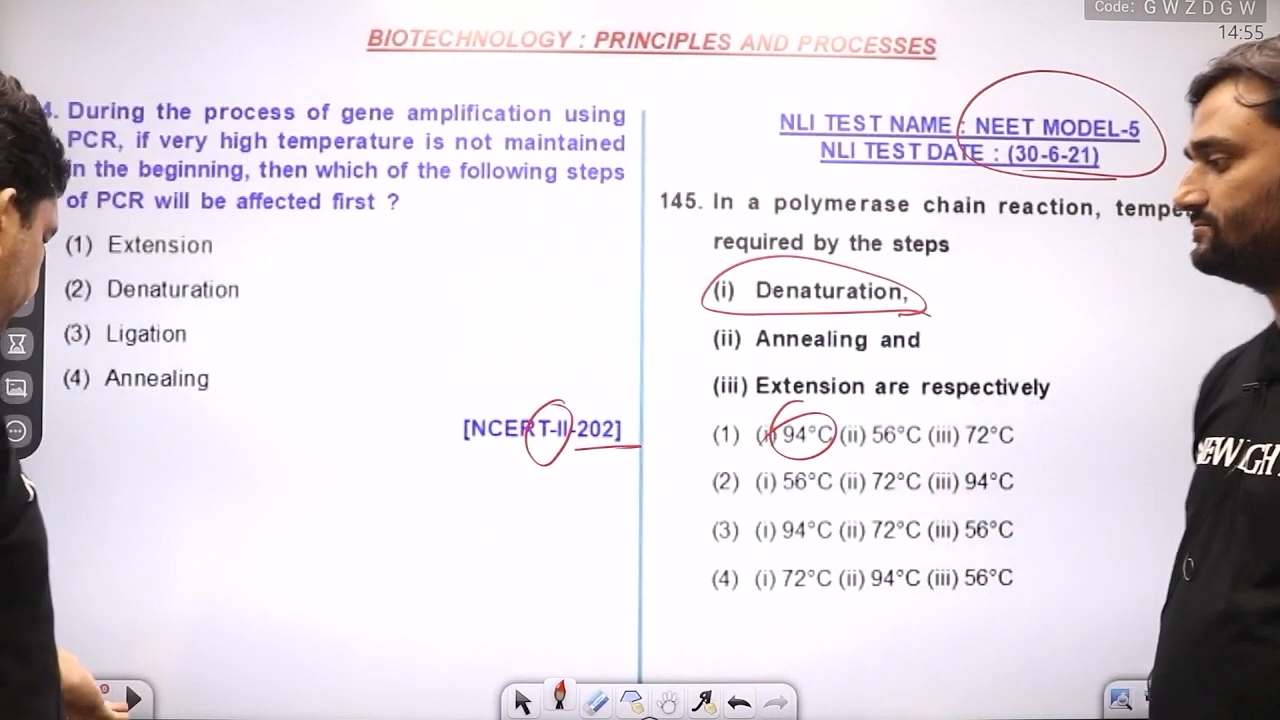 Code: G W Z D G W
14:55
BIOTECHNOLOGY : PRINCIPLES AND PROCESSES
4. During the process of gene amplification using
PCR, if very high temperature is not maintained
in the beginning, then which of the following steps
of PCR will be affected first ?
(1) Extension
(2) Denaturation
(3) Ligation
(4) Annealing
[NCERT-II-202]
NLI TEST NAME : NEET MODEL-5
NLI TEST DATE : (30-6-21)
145. In a polymerase chain reaction,
required by the steps
(i) Denaturation,
(ii) Annealing and
(iii) Extension are respectively
(1) (i) 94°C (ii) 56°C (iii) 72°C
(2) (i) 56°C (ii) 72°C (iii) 94°C
(3) (i) 94°C (ii) 72°C (iii) 56°C
(4) (i) 72°C (ii) 94°C (iii) 56°C